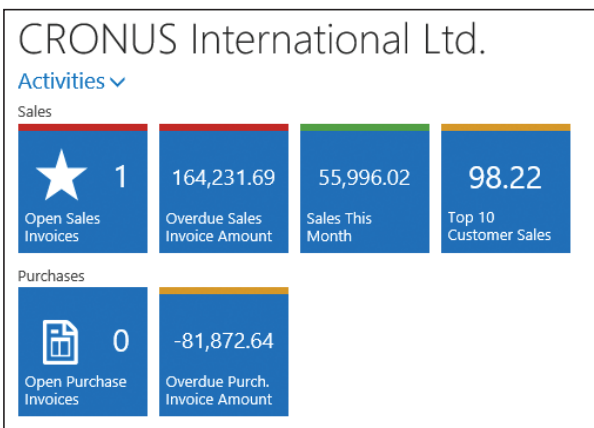 CRONUS International Ltd.
Activities
Sales
1
Open Sales
Invoices
164,231.69
Overdue Sales
Invoice Amount
55,996.02
Sales This
Month
98.22
Top 10
Customer Sales
Purchases
0
Open Purchase
Invoices
-81,872.64
Overdue Purch.
Invoice Amount